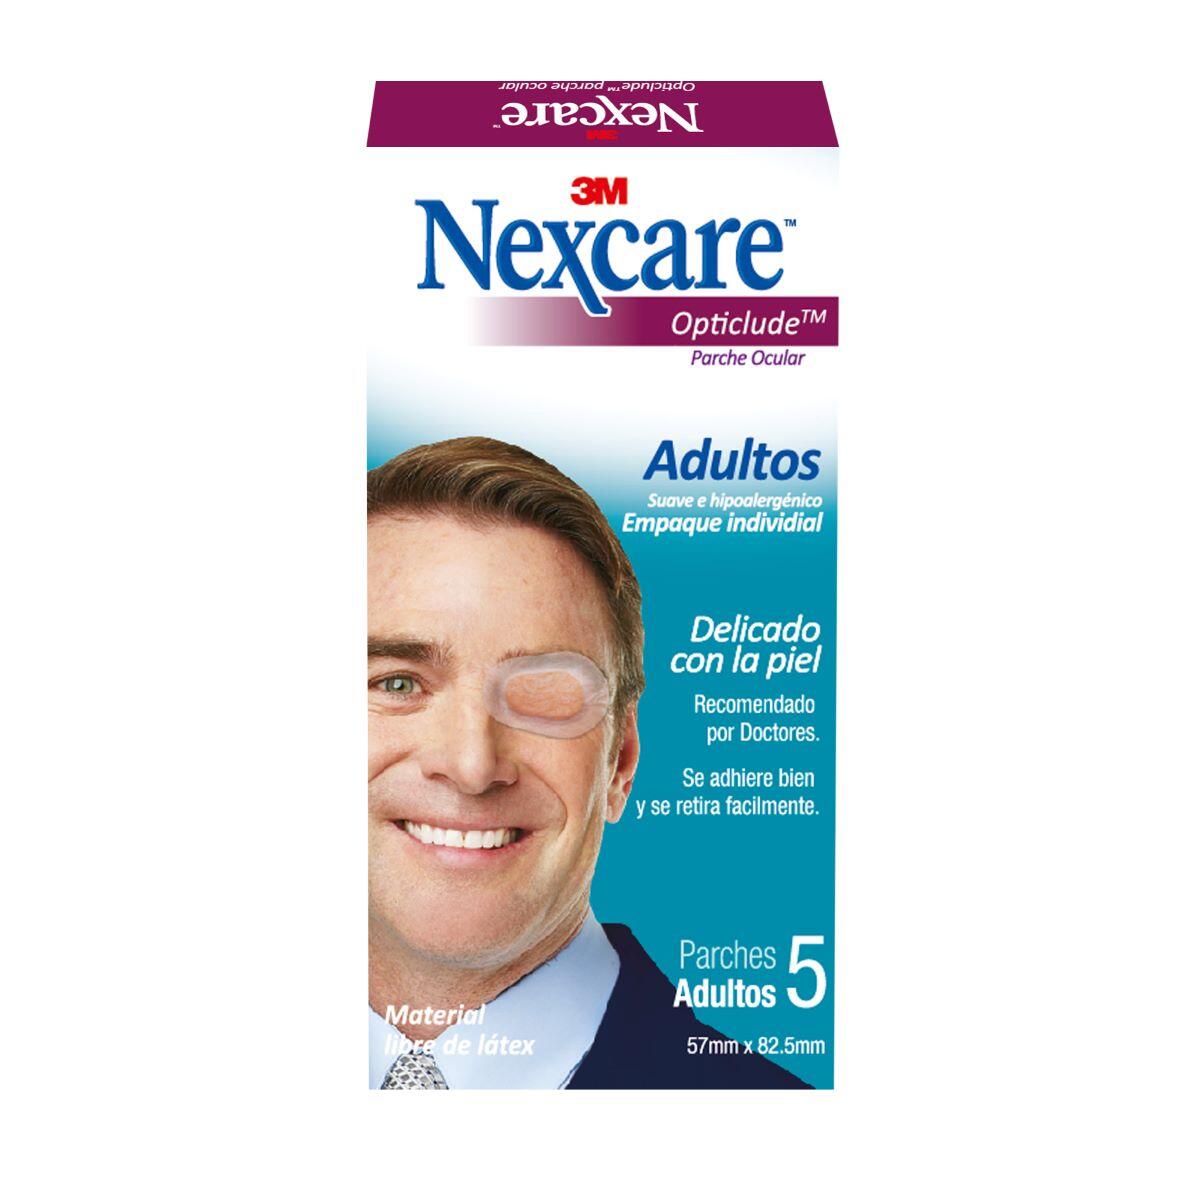 Opticlude™ parche ocular
Nexcare™
3M
3M
Nexcare™
Opticlude™
Parche Ocular
Adultos
Suave e hipoalergénico
Empaque individial
Delicado
con la piel
Recomendado
por Doctores.
Se adhiere bien
y se retira facilmente.
Parches
Adultos 5
57mm x 82.5mm
Material
libre de látex